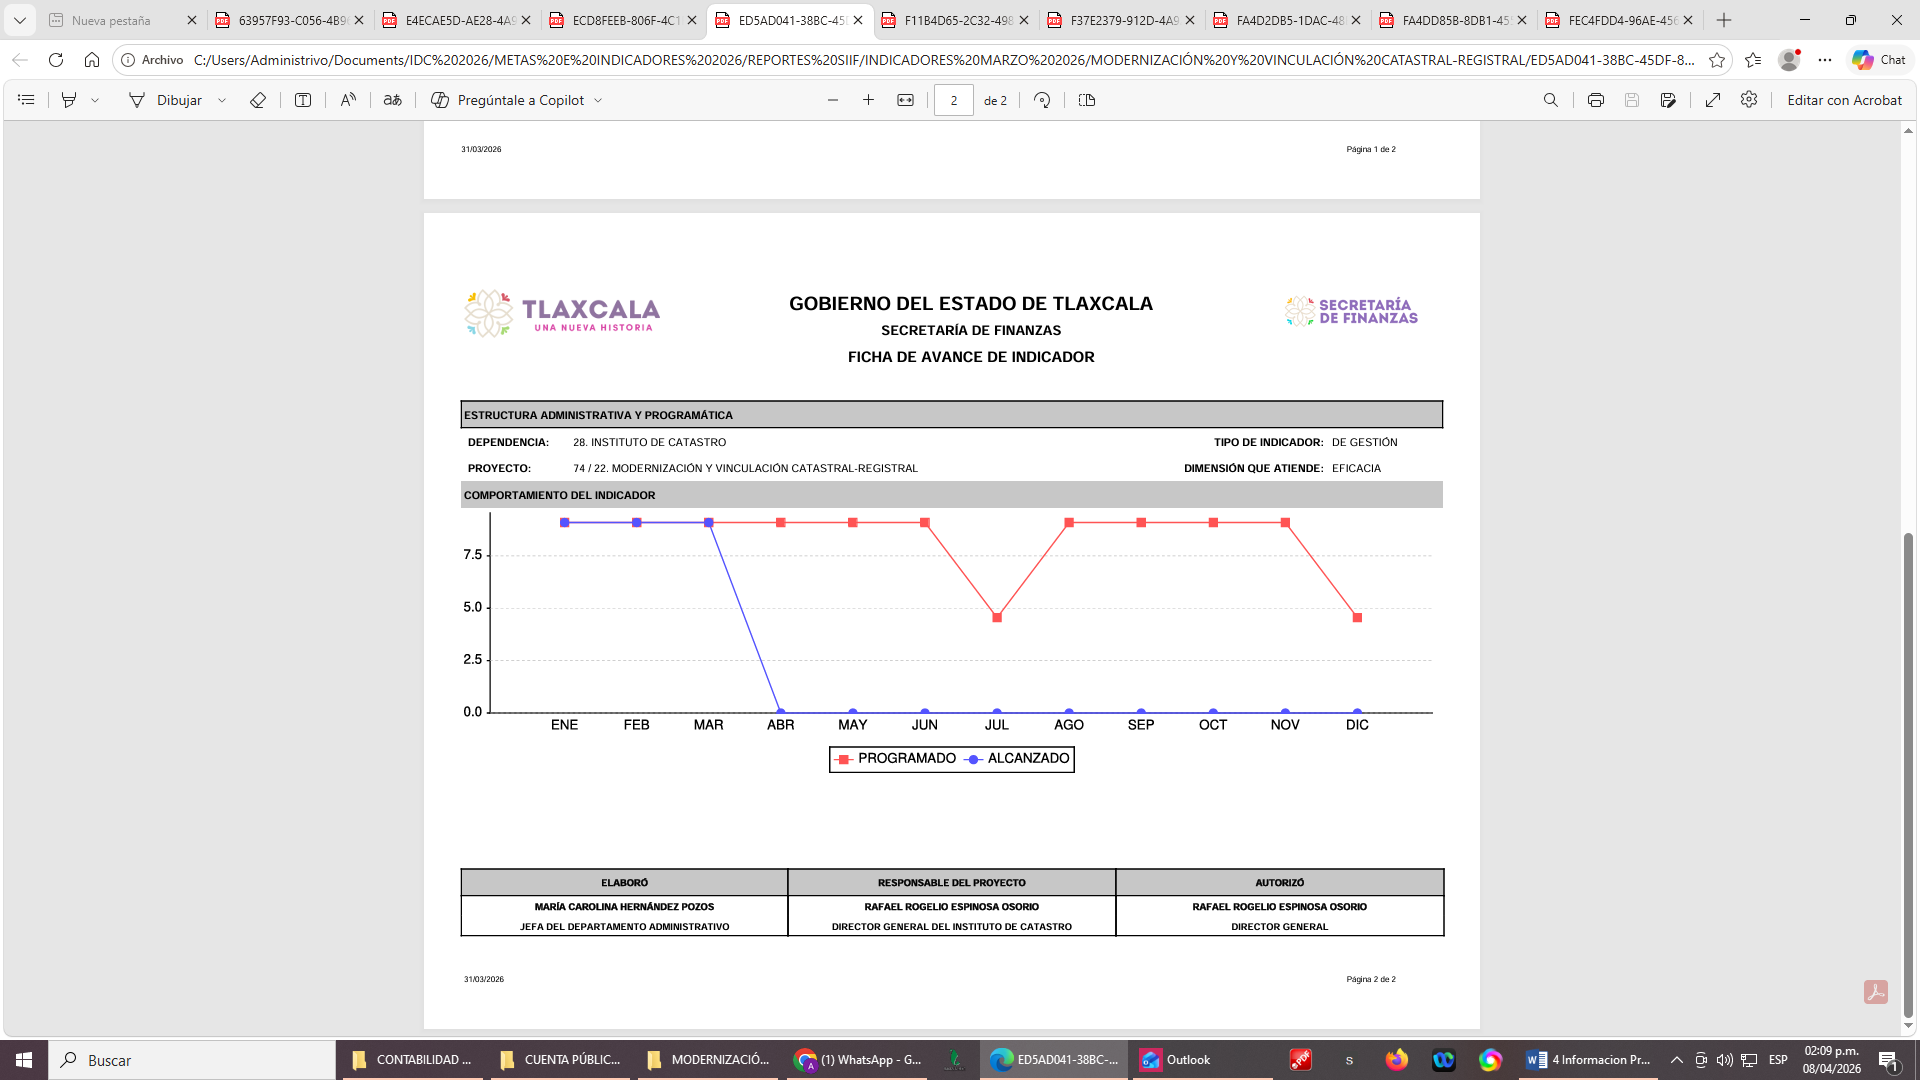 Nueva pestaña
63957F93-C056-4B9
E4ECAE5D-AE28-4A9
ECD8FEEB-806F-4C1
ED5AD041-38BC-45D
F11B4D65-2C32-498
F37E2379-912D-4A9
FA4D2DB5-1DAC-48
FA4DD85B-8DB1-45
FEC4FDD4-96AE-456
Archivo
C:/Users/Administrivo/Documents/IDC%202026/METAS%20E%20INDICADORES%202026/REPORTES%20SIIF/INDICADORES%20MARZO%202026/MODERNIZACIÓN%20Y%20VINCULACIÓN%20CATASTRAL-REGISTRAL/ED5AD041-38BC-45DF-8...
Chat
Dibujar
Pregúntale a Copilot
2 de 2
Editar con Acrobat
31/03/2026
Página 1 de 2
TLAXCALA
UNA NUEVA HISTORIA
GOBIERNO DEL ESTADO DE TLAXCALA
SECRETARÍA DE FINANZAS
FICHA DE AVANCE DE INDICADOR
SECRETARÍA
DE FINANZAS
ESTRUCTURA ADMINISTRATIVA Y PROGRAMÁTICA
DEPENDENCIA: 28. INSTITUTO DE CATASTRO
TIPO DE INDICADOR: DE GESTIÓN
PROYECTO: 74 / 22. MODERNIZACIÓN Y VINCULACIÓN CATASTRAL-REGISTRAL
DIMENSIÓN QUE ATIENDE: EFICACIA
COMPORTAMIENTO DEL INDICADOR
7.5
5.0
2.5
0.0
ENE FEB MAR ABR MAY JUN JUL AGO SEP OCT NOV DIC
PROGRAMADO ALCANZADO
ELABORÓ
RESPONSABLE DEL PROYECTO
AUTORIZÓ
MARÍA CAROLINA HERNÁNDEZ POZOS
RAFAEL ROGELIO ESPINOSA OSORIO
RAFAEL ROGELIO ESPINOSA OSORIO
JEFA DEL DEPARTAMENTO ADMINISTRATIVO
DIRECTOR GENERAL DEL INSTITUTO DE CATASTRO
DIRECTOR GENERAL
31/03/2026
Página 2 de 2
Buscar
CONTABILIDAD ...
CUENTA PÚBLIC...
MODERNIZACIÓ...
(1) WhatsApp - G...
ED5AD041-38BC-...
Outlook
4 Informacion Pr...
ESP
02:09 p.m.
08/04/2026
1